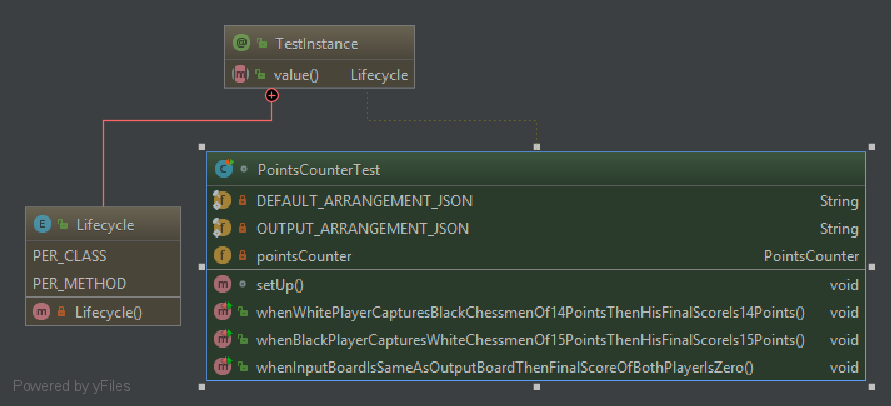 TestInstance
value() Lifecycle
PointsCounterTest
DEFAULT_ARRANGEMENT_JSON String
OUTPUT_ARRANGEMENT_JSON String
pointsCounter PointsCounter
setUp() void
whenWhitePlayerCapturesBlackChessmenOf14PointsThenHisFinalScoreIs14Points() void
whenBlackPlayerCapturesWhiteChessmenOf15PointsThenHisFinalScoreIs15Points() void
whenInputBoardIsSameAsOutputBoardThenFinalScoreOfBothPlayerIsZero() void
Lifecycle
PER_CLASS
PER_METHOD
Lifecycle()
Powered by yFiles